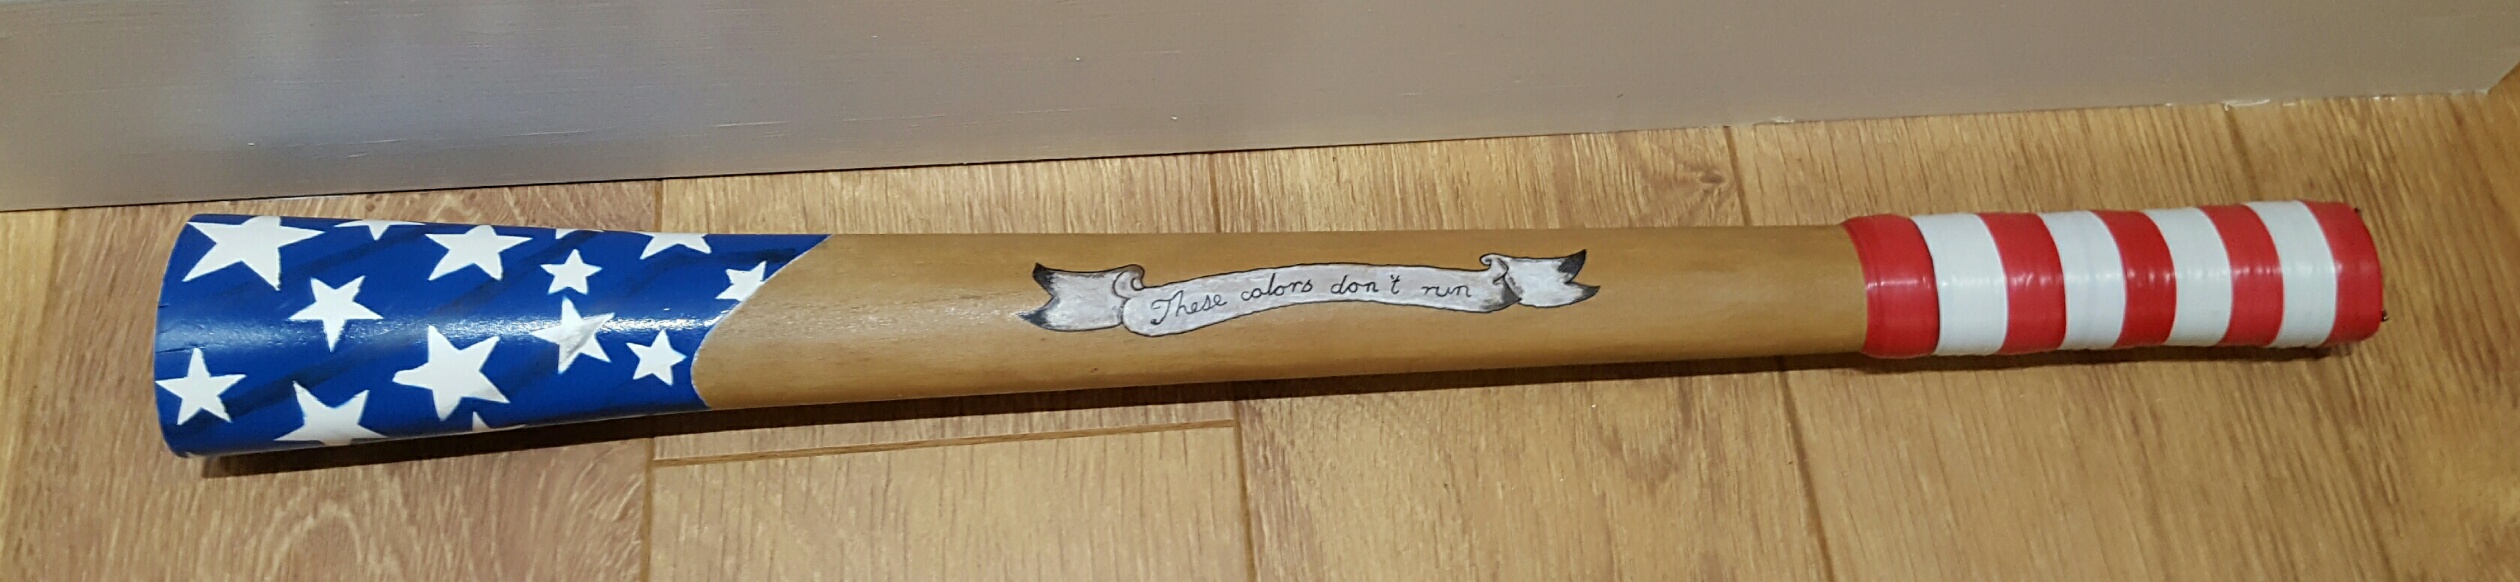 These colors don't run